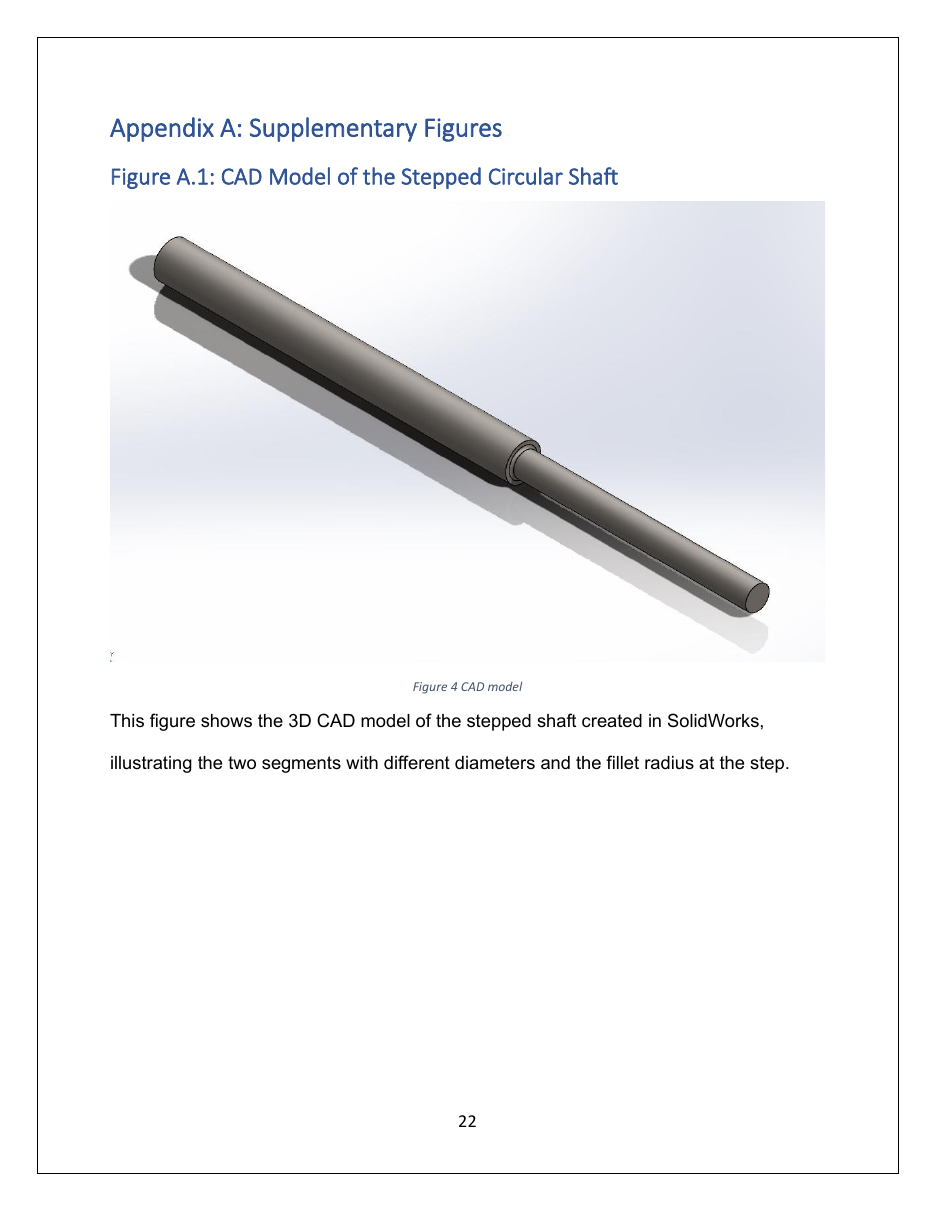 Appendix A: Supplementary Figures
Figure A.1: CAD Model of the Stepped Circular Shaft
Y
Figure 4 CAD model
This figure shows the 3D CAD model of the stepped shaft created in SolidWorks,
illustrating the two segments with different diameters and the fillet radius at the step.
22